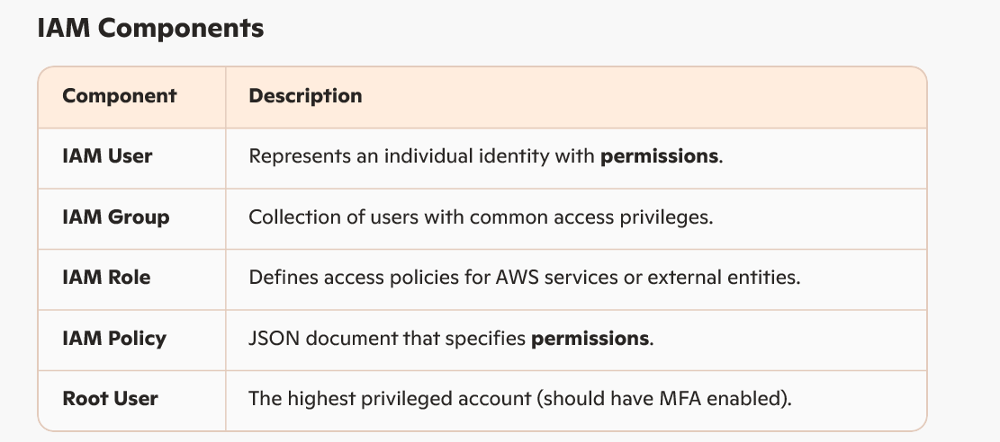 IAM Components
Component Description
IAM User Represents an individual identity with permissions.
IAM Group Collection of users with common access privileges.
IAM Role Defines access policies for AWS services or external entities.
IAM Policy JSON document that specifies permissions.
Root User The highest privileged account (should have MFA enabled).